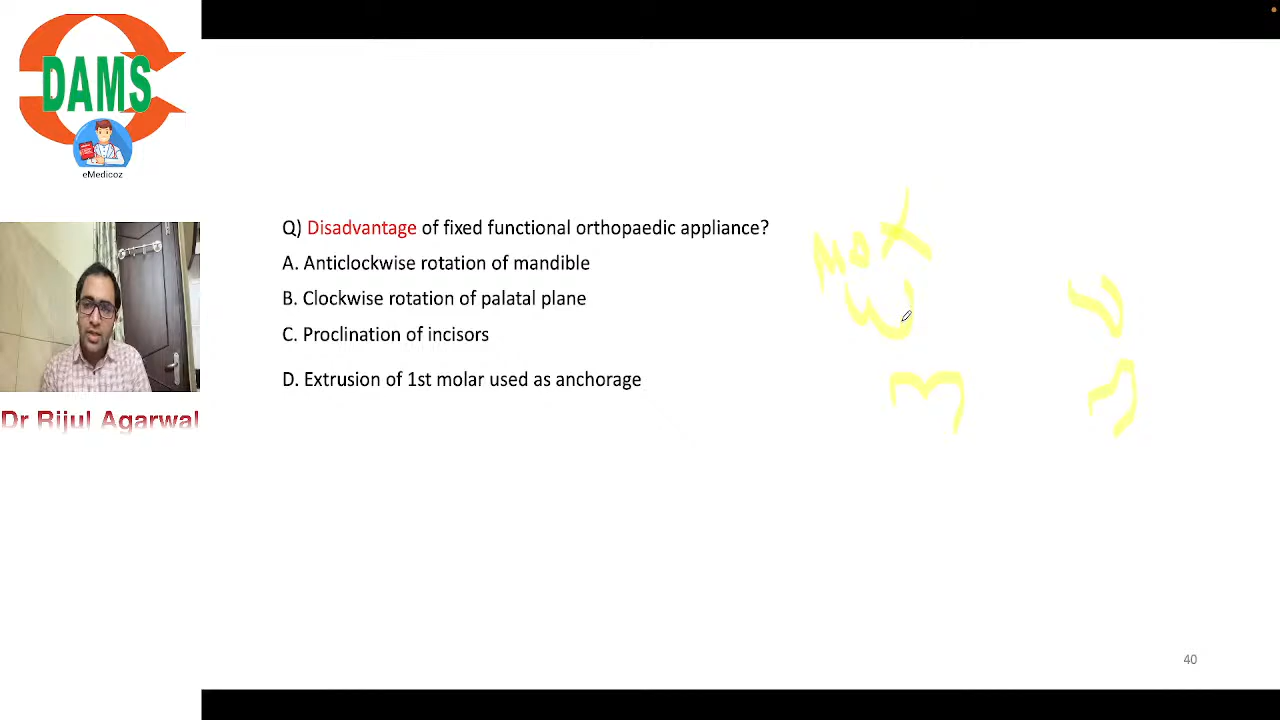 DAMS
eMedicoz
Dr Rijul Agarwal
Q) Disadvantage of fixed functional orthopaedic appliance?
A. Anticlockwise rotation of mandible
B. Clockwise rotation of palatal plane
C. Proclination of incisors
D. Extrusion of 1st molar used as anchorage
Max
40